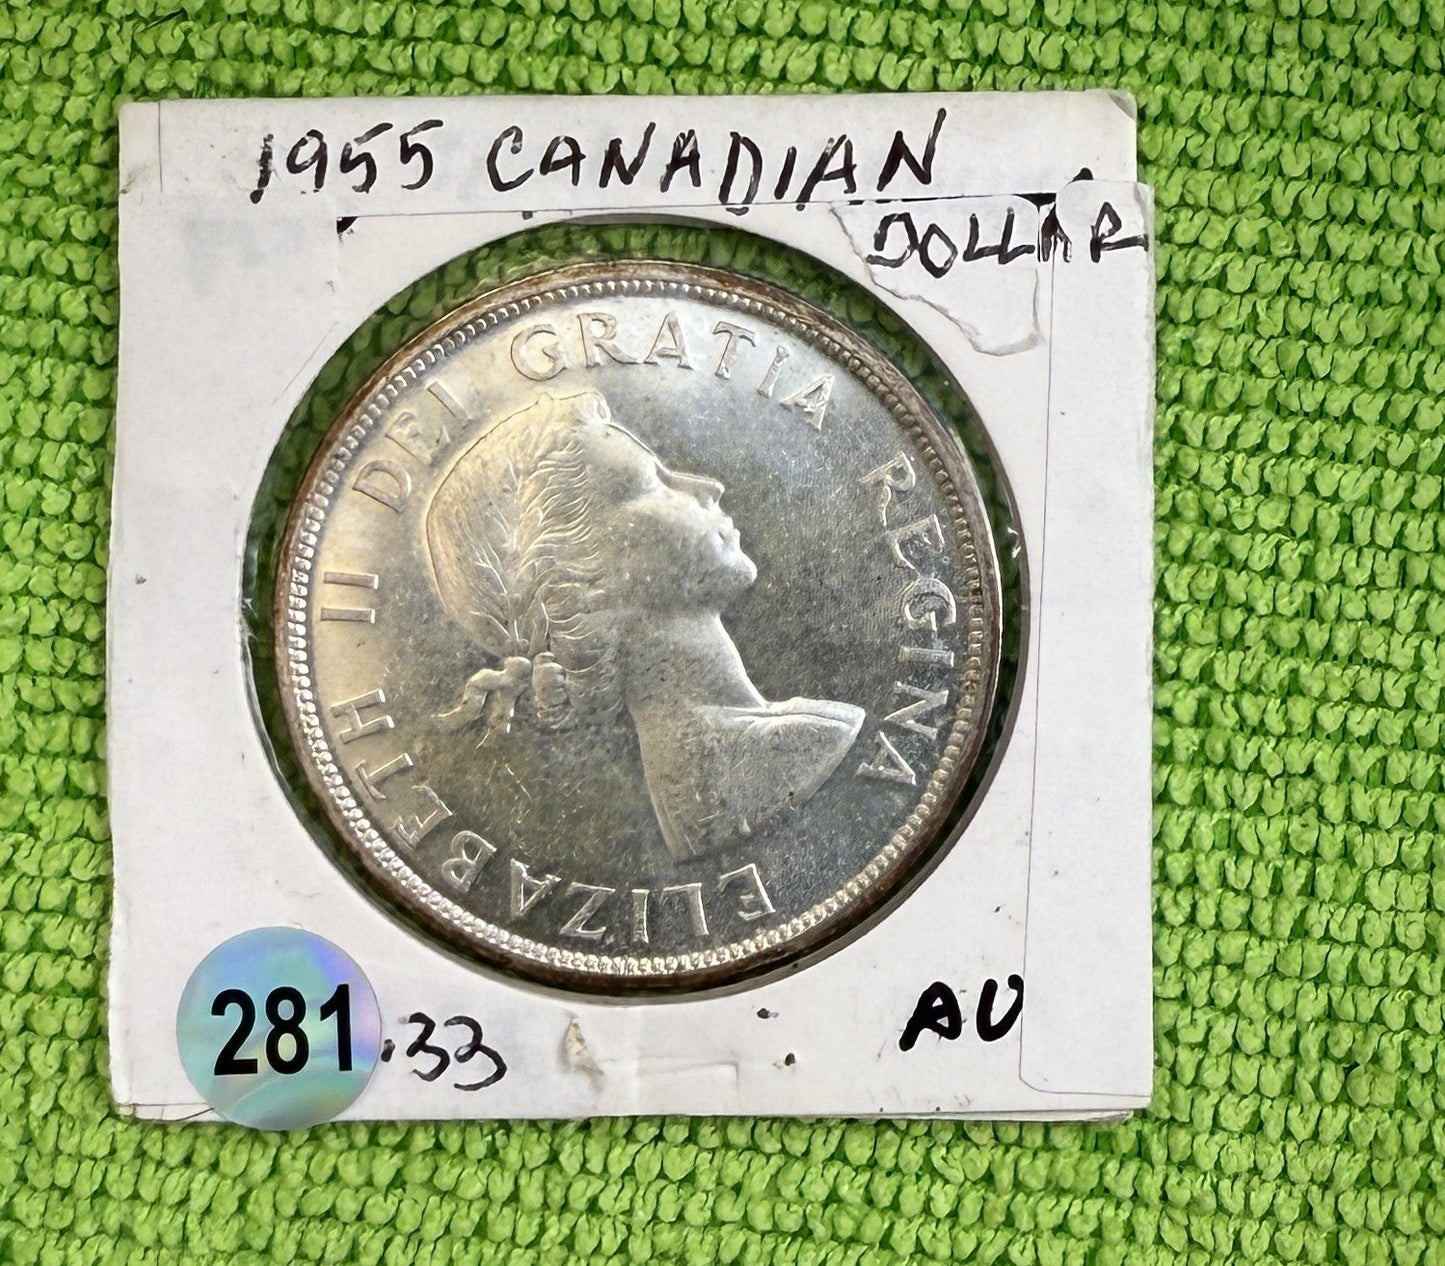 1955 CANADIAN
DOLLAR
ELIZABETH II DEI GRATIA REGINA
281
.33
AU